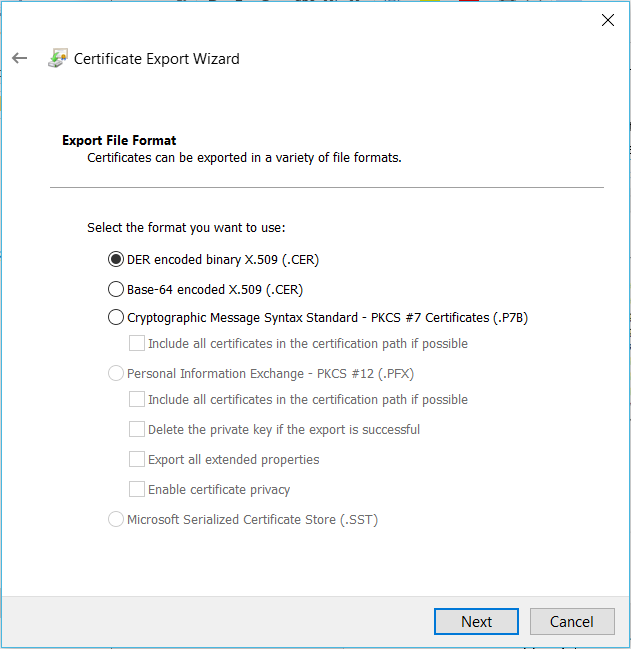 Certificate Export Wizard
Export File Format
Certificates can be exported in a variety of file formats.
Select the format you want to use:
DER encoded binary X.509 (.CER)
Base-64 encoded X.509 (.CER)
Cryptographic Message Syntax Standard - PKCS #7 Certificates (.P7B)
Include all certificates in the certification path if possible
Personal Information Exchange - PKCS #12 (.PFX)
Include all certificates in the certification path if possible
Delete the private key if the export is successful
Export all extended properties
Enable certificate privacy
Microsoft Serialized Certificate Store (.SST)
Next Cancel